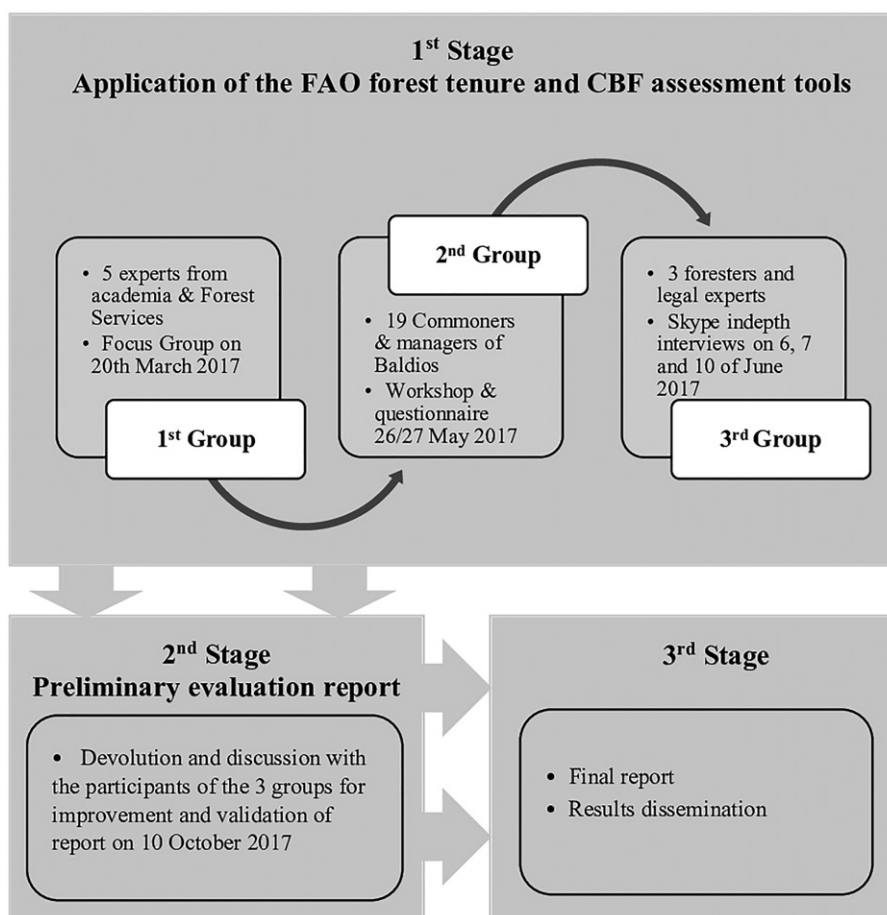 1st Stage
Application of the FAO forest tenure and CBF assessment tools
• 5 experts from
academia & Forest
Services
• Focus Group on
20th March 2017
1st Group
2nd Group
• 19 Commoners
& managers of
Baldios
• Workshop &
questionnaire
26/27 May 2017
• 3 foresters and
legal experts
• Skype indepth
interviews on 6, 7
and 10 of June
2017
3rd Group
2nd Stage
Preliminary evaluation report
• Devolution and discussion with
the participants of the 3 groups for
improvement and validation of
report on 10 October 2017
3rd Stage
• Final report
• Results dissemination